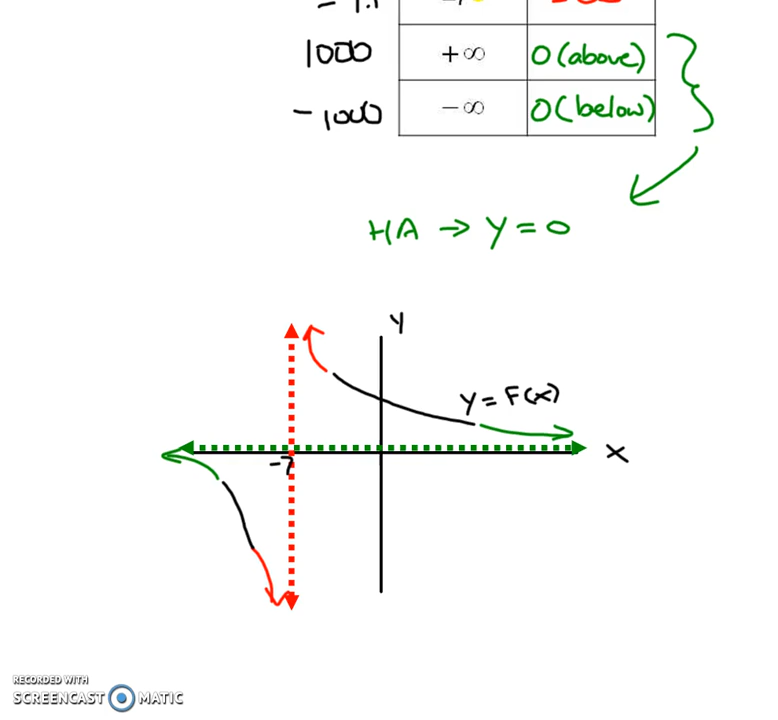 1000 +∞ 0 (above)
-1000 -∞ 0 (below)
HA → Y = 0
Y
Y = F(x)
X
-7
RECORDED WITH
SCREENCAST MATIC